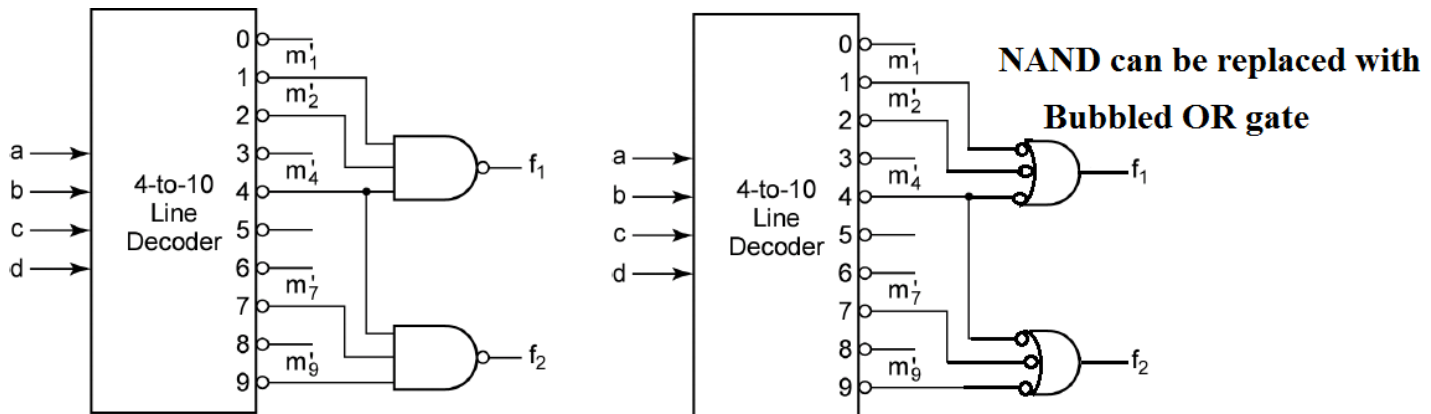 0
m'1
1
m'2
2
3
m'4
4
5
6
m'7
7
8
m'9
9
a
b
c
d
4-to-10
Line
Decoder
f1
f2
0
m'1
1
m'2
2
3
m'4
4
5
6
m'7
7
8
m'9
9
a
b
c
d
4-to-10
Line
Decoder
f1
f2
NAND can be replaced with
Bubbled OR gate